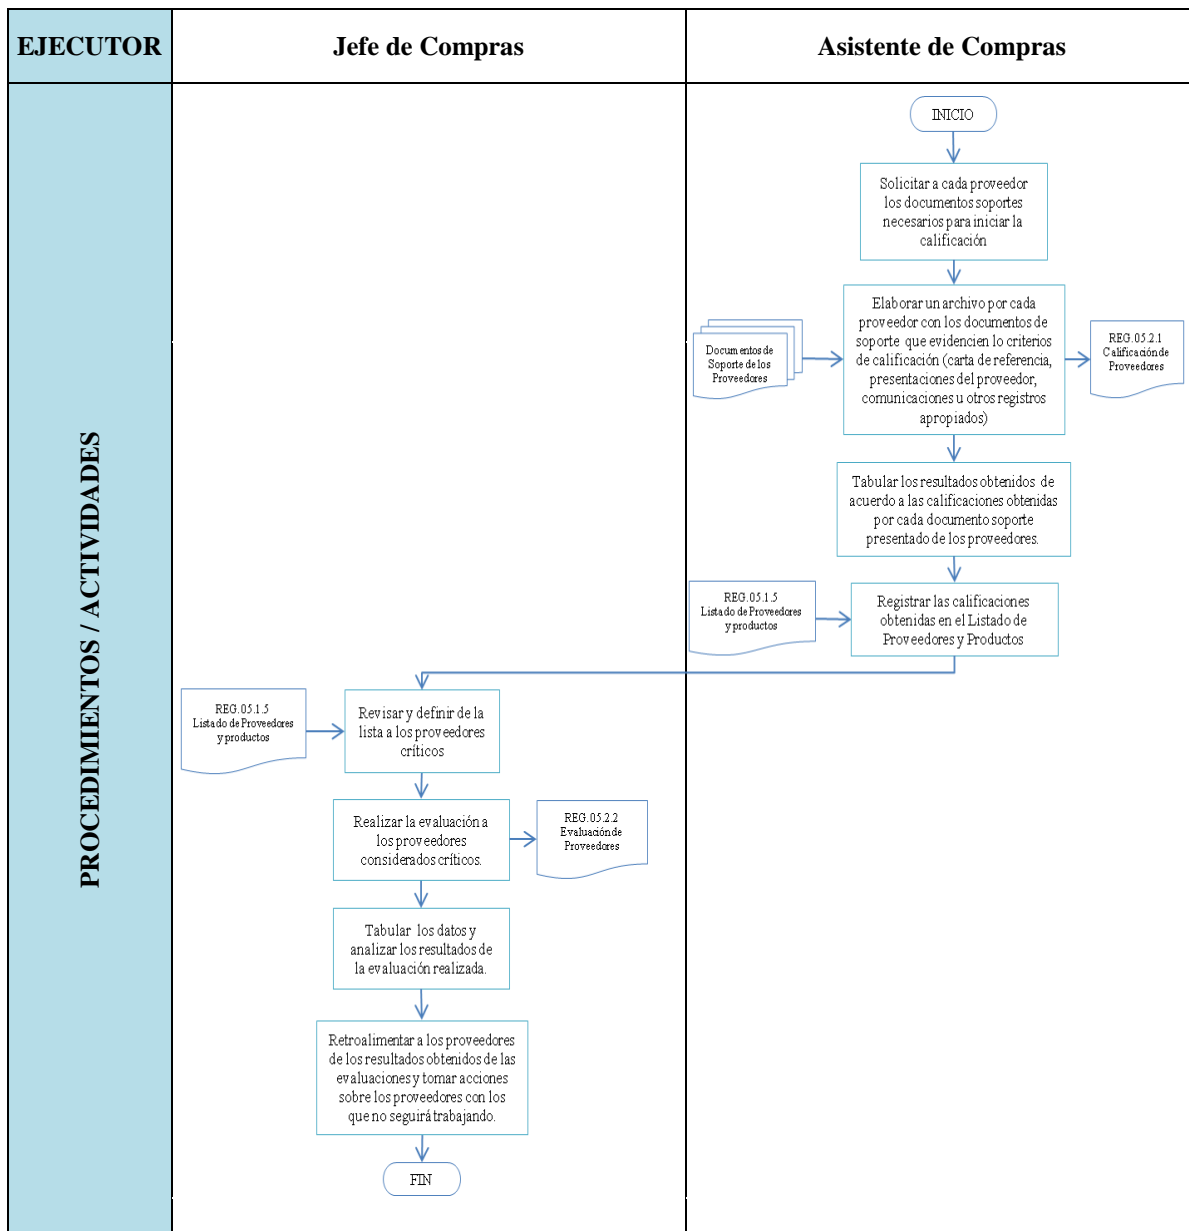 EJECUTOR
Jefe de Compras
Asistente de Compras
PROCEDIMIENTOS / ACTIVIDADES
INICIO
Solicitar a cada proveedor
los documentos soportes
necesarios para iniciar la
calificación
Elaborar un archivo por cada
proveedor con los documentos de
soporte que evidencien lo criterios
de calificación (carta de referencia,
presentaciones del proveedor,
comunicaciones u otros registros
apropiados)
Documentos de
Soporte de los
Proveedores
REG.05.2.1
Calificación de
Proveedores
Tabular los resultados obtenidos de
acuerdo a las calificaciones obtenidas
por cada documento soporte
presentado de los proveedores.
REG.05.1.5
Listado de Proveedores
y productos
Registrar las calificaciones
obtenidas en el Listado de
Proveedores y Productos
REG.05.1.5
Listado de Proveedores
y productos
Revisar y definir de la
lista a los proveedores
críticos
Realizar la evaluación a
los proveedores
considerados críticos.
REG.05.2.2
Evaluación de
Proveedores
Tabular los datos y
analizar los resultados de
la evaluación realizada.
Retroalimentar a los proveedores
de los resultados obtenidos de las
evaluaciones y tomar acciones
sobre los proveedores con los
que no seguirá trabajando.
FIN